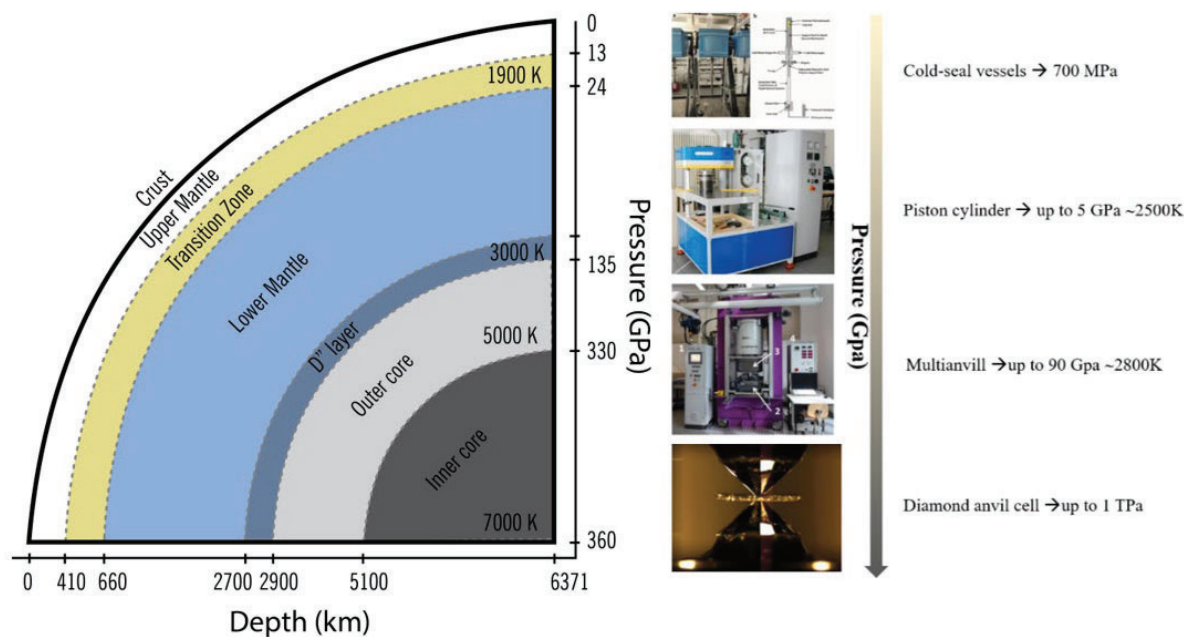 0
13
1900 K
24
Crust
Upper Mantle
Transition Zone
Lower Mantle
3000 K
135
D" layer
Outer core
5000 K
330
Inner core
7000 K
360
Pressure (GPa)
0
410
660
2700
2900
5100
6371
Depth (km)
a
b
1
2
3
4
Pressure (Gpa)
Cold-seal vessels → 700 MPa
Piston cylinder → up to 5 GPa ~2500K
Multianvill →up to 90 Gpa ~2800K
Diamond anvil cell →up to 1 TPa